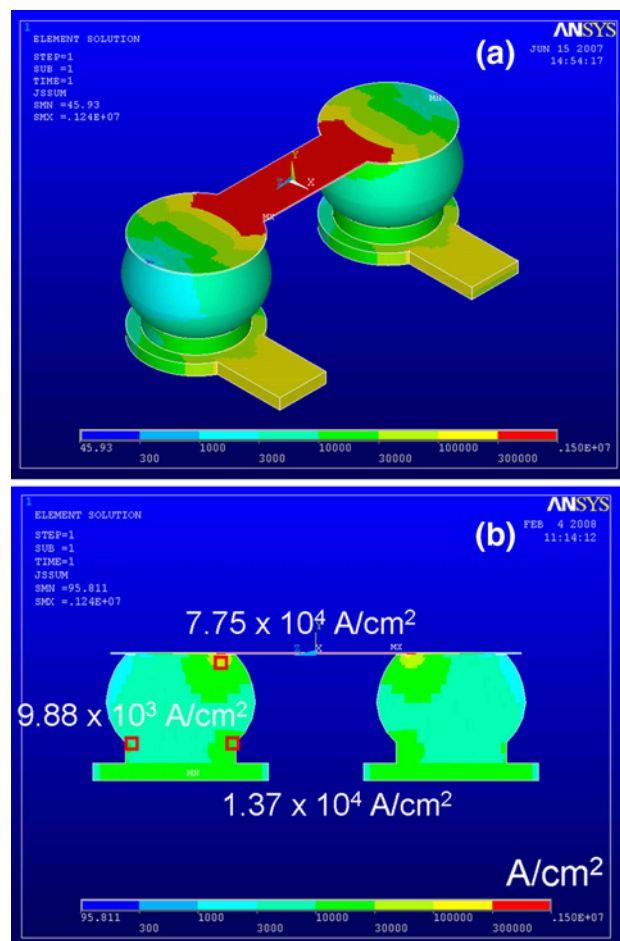 1
ELEMENT SOLUTION
STEP=1
SUB =1
TIME=1
JSSUM
SMN=45.93
SMX=.124E+07
(a)
ANSYS
JUN 15 2007
14:54:17
MN
Y
Z
X
MX
45.93 1000 10000 100000 .150E+07
300 3000 30000 300000
1
ELEMENT SOLUTION
STEP=1
SUB =1
TIME=1
JSSUM
SMN=95.811
SMX=.124E+07
(b)
ANSYS
FEB 4 2008
11:14:12
7.75 x 10⁴ A/cm²
Y
Z X MX
9.88 x 10³ A/cm²
MN
1.37 x 10⁴ A/cm²
A/cm²
95.811 1000 10000 100000 .150E+07
300 3000 30000 300000